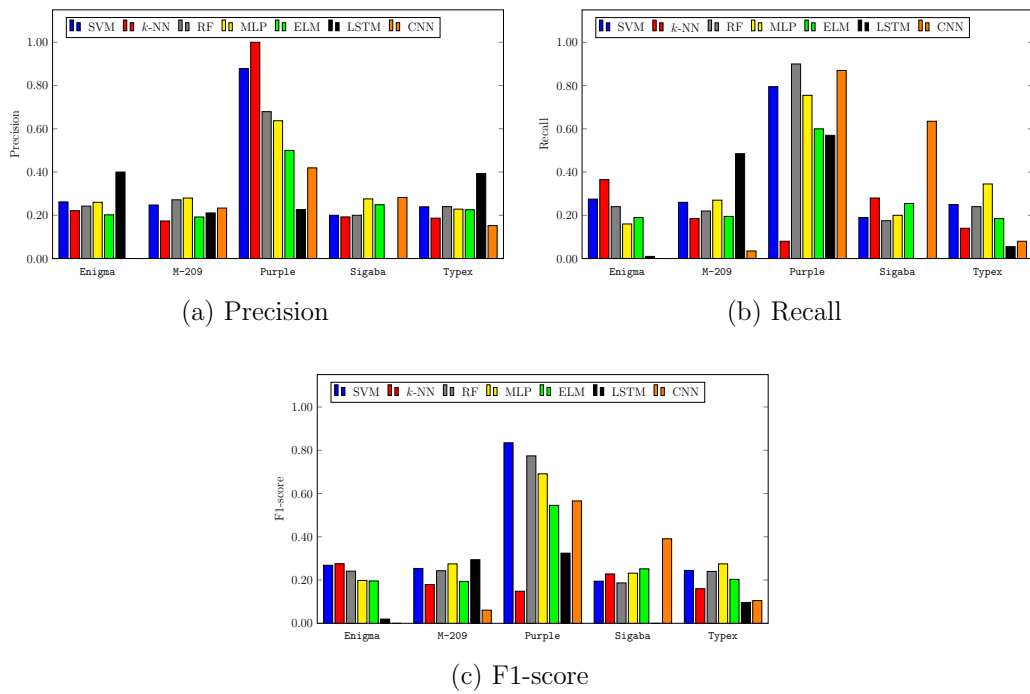 SVM k-NN RF MLP ELM LSTM CNN
1.00
0.80
0.60
0.40
0.20
0.00
Precision
Enigma M-209 Purple Sigaba Typex
(a) Precision
SVM k-NN RF MLP ELM LSTM CNN
1.00
0.80
0.60
0.40
0.20
0.00
Recall
Enigma M-209 Purple Sigaba Typex
(b) Recall
SVM k-NN RF MLP ELM LSTM CNN
1.00
0.80
0.60
0.40
0.20
0.00
F1-score
Enigma M-209 Purple Sigaba Typex
(c) F1-score